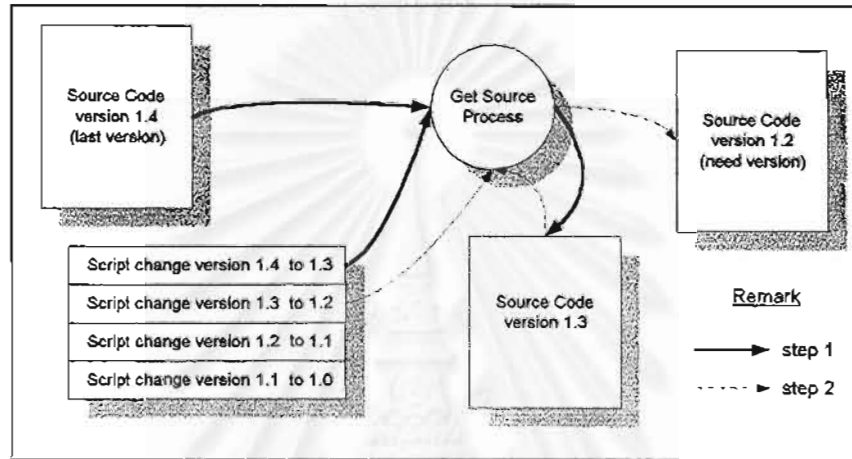 Source Code
version 1.4
(last version)
Get Source
Process
Source Code
version 1.2
(need version)
Script change version 1.4 to 1.3
Script change version 1.3 to 1.2
Script change version 1.2 to 1.1
Script change version 1.1 to 1.0
Source Code
version 1.3
Remark
step 1
step 2